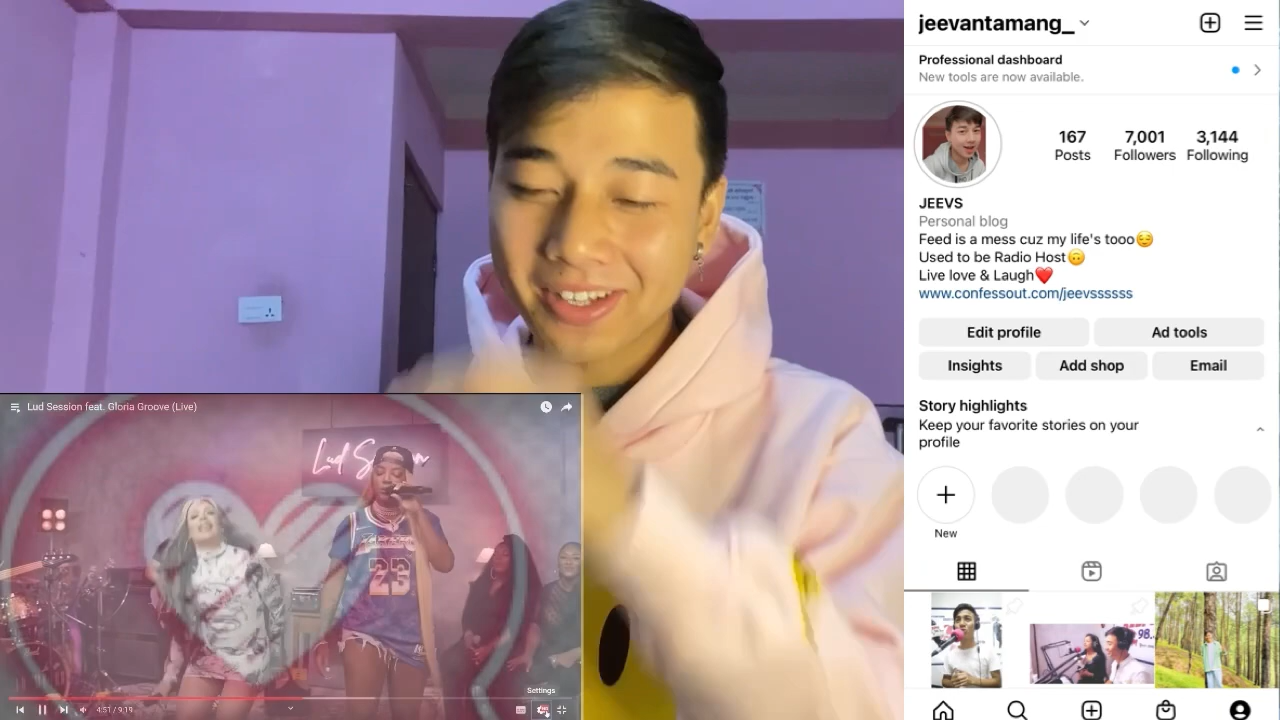 Lud Session feat. Gloria Groove (Live)
Lud Session
23
Settings
4:51 / 9:19
jeevantamang_
Professional dashboard
New tools are now available.
167
Posts
7,001
Followers
3,144
Following
JEEVS
Personal blog
Feed is a mess cuz my life's tooo😌
Used to be Radio Host🙃
Live love & Laugh❤️
www.confessout.com/jeevssssss
Edit profile
Ad tools
Insights
Add shop
Email
Story highlights
Keep your favorite stories on your
profile
New
98.